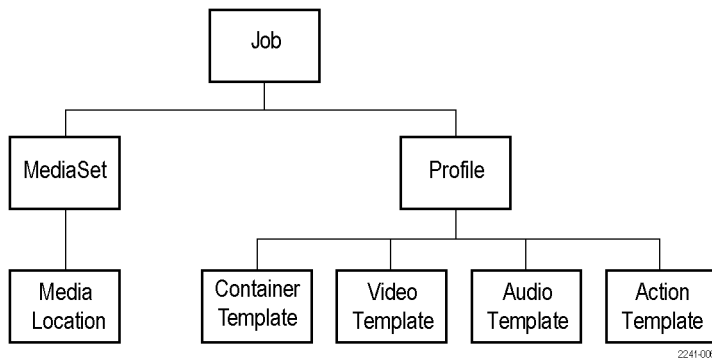 Job
MediaSet
Profile
Media
Location
Container
Template
Video
Template
Audio
Template
Action
Template